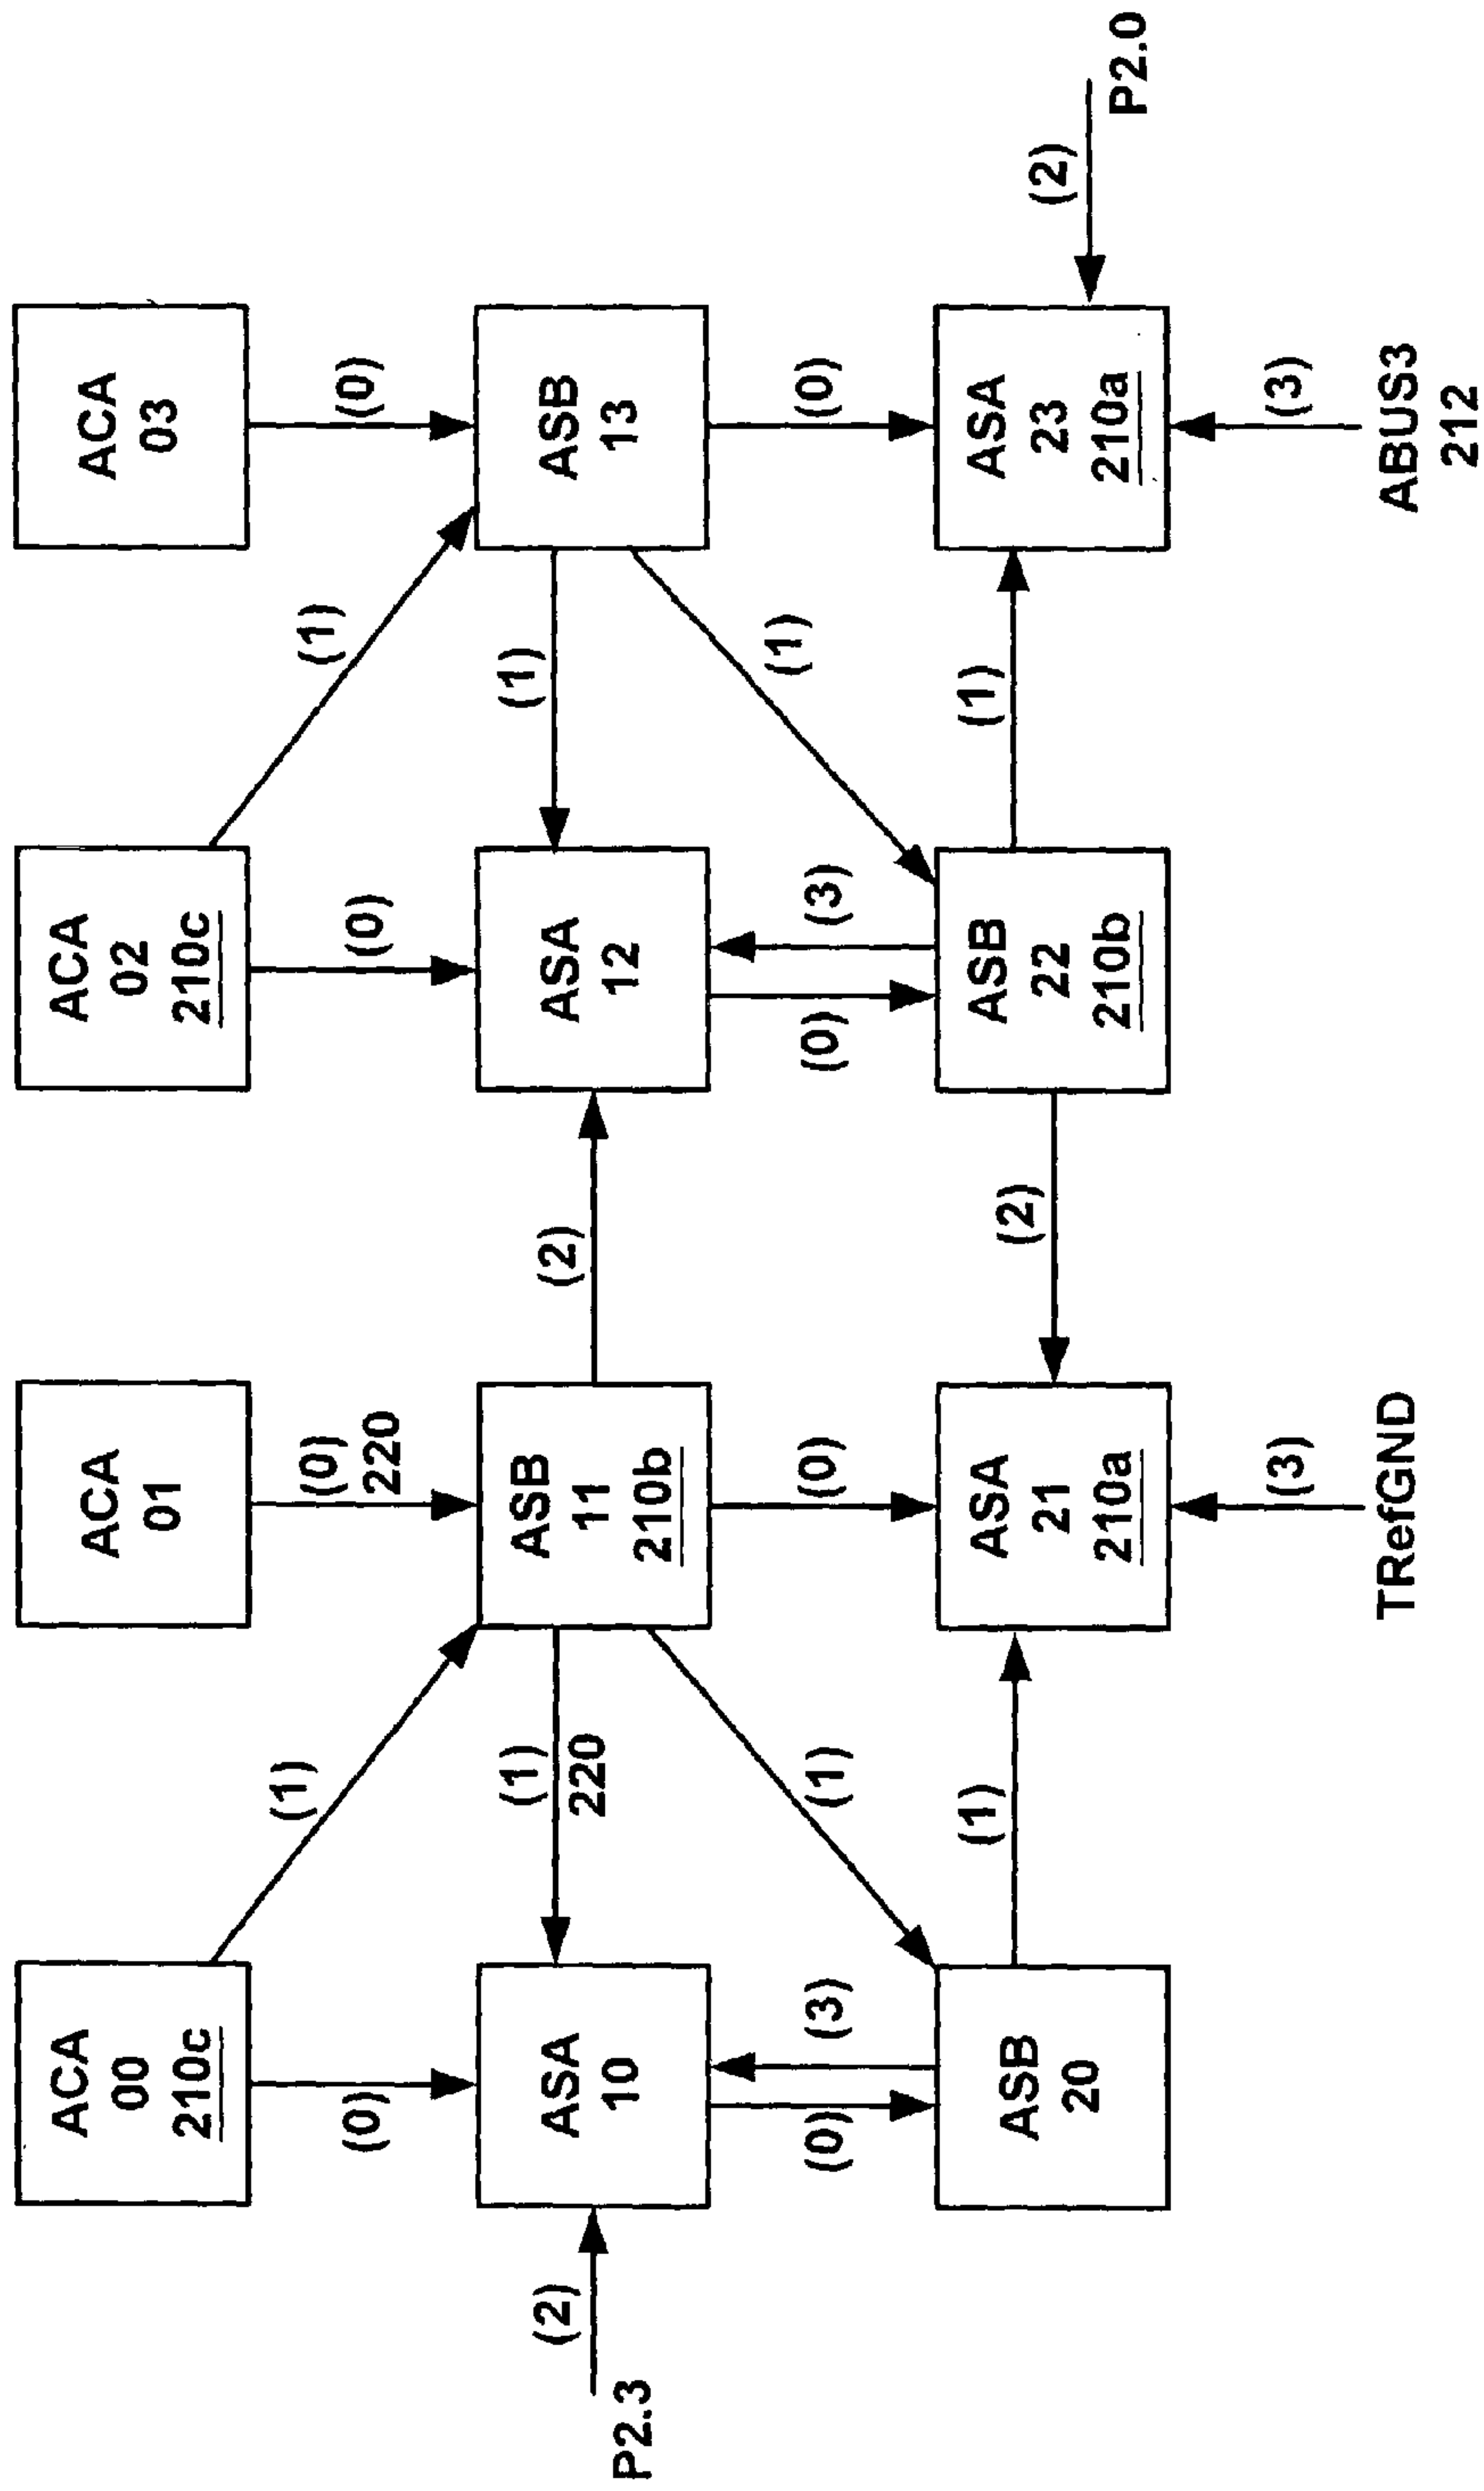 ACA
00
210c
ACA
01
ACA
02
210c
ACA
03
(0)
(1)
(0)
220
(0)
(1)
(0)
P2.3
(2)
ASA
10
(1)
220
ASB
11
210b
(2)
ASA
12
(1)
ASB
13
(0)
(3)
(1)
(0)
(0)
(3)
(1)
(0)
ASB
20
(1)
ASA
21
210a
(2)
ASB
22
210b
(1)
ASA
23
210a
(2)
P2.0
(3)
TRefGND
(3)
ABUS3
212